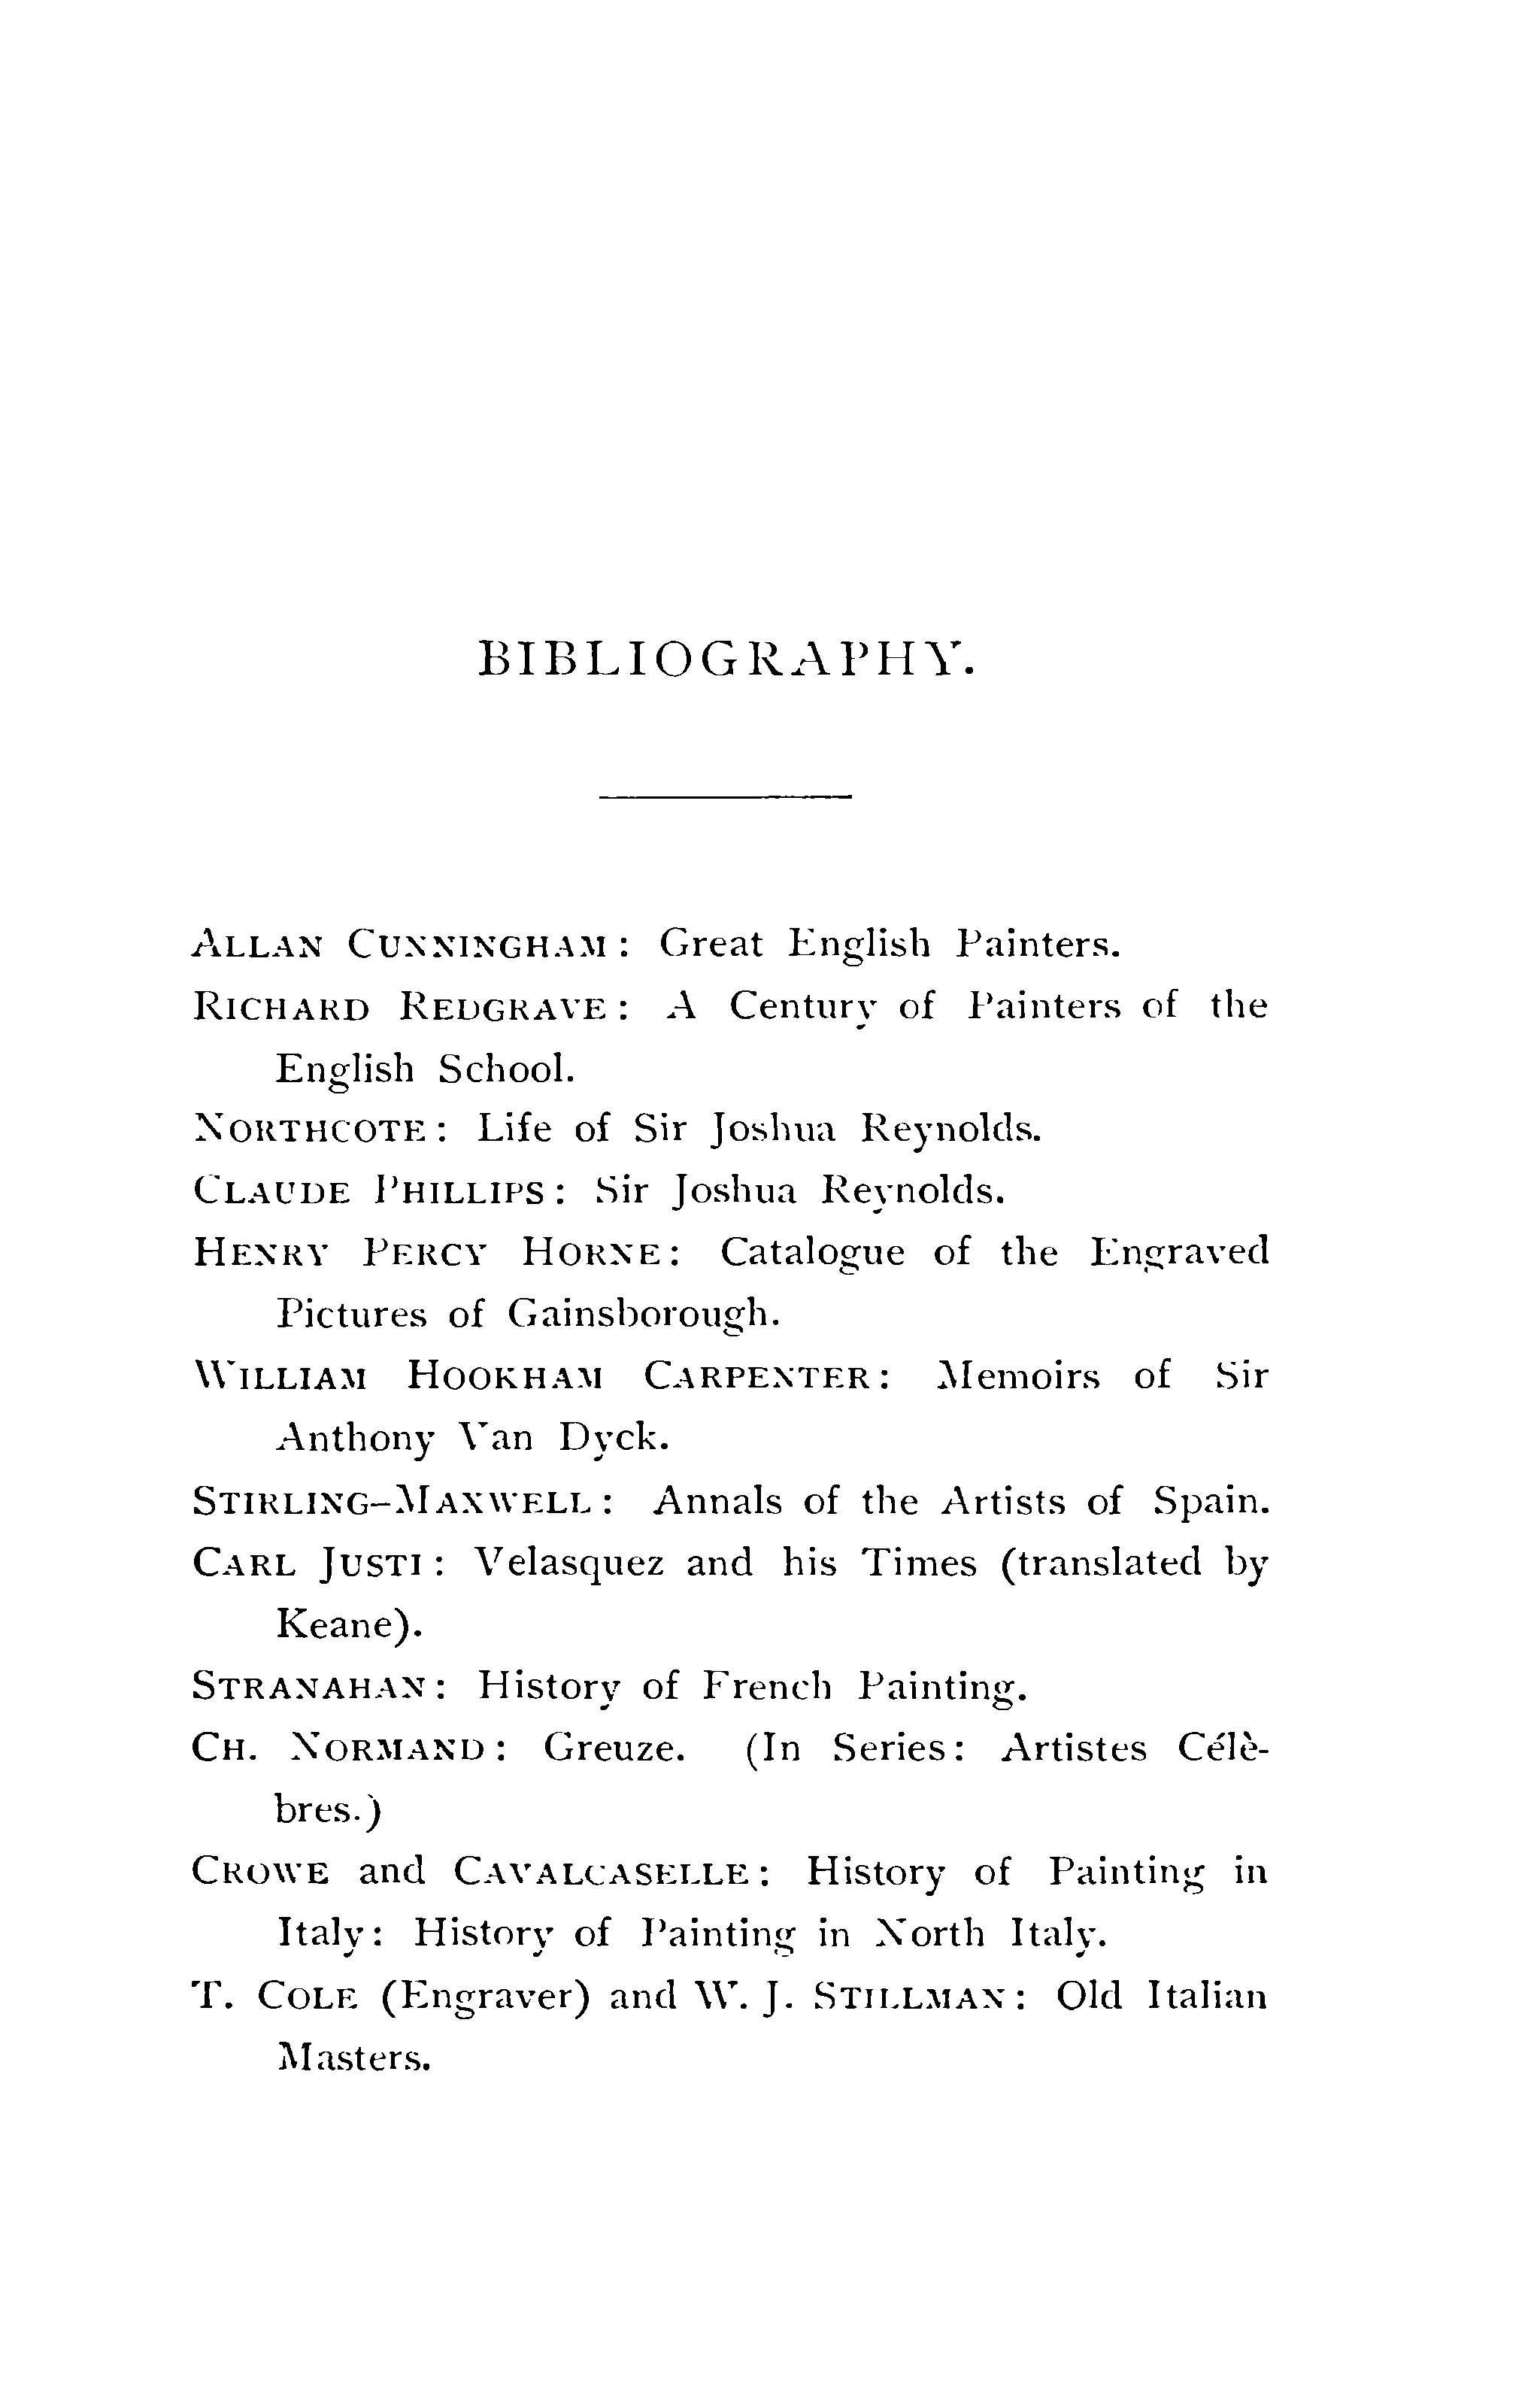 BIBLIOGRAPHY.
ALLAN CUNNINGHAM: Great English Painters.
RICHARD REDGRAVE: A Century of Painters of the
English School.
NORTHCOTE: Life of Sir Joshua Reynolds.
CLAUDE PHILLIPS: Sir Joshua Reynolds.
HENRY PERCY HORNE: Catalogue of the Engraved
Pictures of Gainsborough.
WILLIAM HOOKHAM CARPENTER: Memoirs of Sir
Anthony Van Dyck.
STIRLING-MAXWELL: Annals of the Artists of Spain.
CARL JUSTI: Velasquez and his Times (translated by
Keane).
STRANAHAN: History of French Painting.
CH. NORMAND: Greuze. (In Series: Artistes Célè-
bres.)
CROWE and CAVALCASELLE: History of Painting in
Italy: History of Painting in North Italy.
T. COLE (Engraver) and W. J. STILLMAN: Old Italian
Masters.